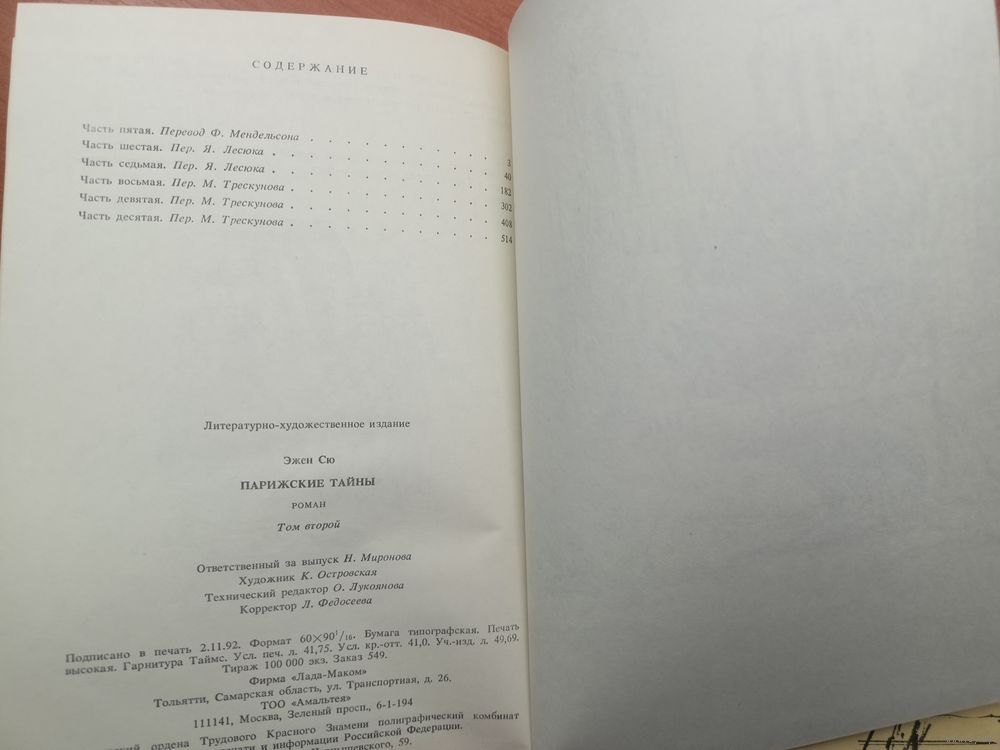 СОДЕРЖАНИЕ
Часть пятая. Перевод Ф. Мендельсона . . . . . . . . . . . 3
Часть шестая. Пер. Я. Лесюка . . . . . . . . . . . . 40
Часть седьмая. Пер. Я. Лесюка . . . . . . . . . . . . 182
Часть восьмая. Пер. М. Трескунова . . . . . . . . . . . 302
Часть девятая. Пер. М. Трескунова . . . . . . . . . . . 408
Часть десятая. Пер. М. Трескунова . . . . . . . . . . . 514
Литературно-художественное издание
Эжен Сю
ПАРИЖСКИЕ ТАЙНЫ
РОМАН
Том второй
Ответственный за выпуск Н. Миронова
Художник К. Островская
Технический редактор О. Лукоянова
Корректор Л. Федосеева
Подписано в печать 2.11.92. Формат 60×90¹/₁₆. Бумага типографская. Печать
высокая. Гарнитура Таймс. Усл. печ. л. 41,75. Усл. кр.-отт. 41,0. Уч.-изд. л. 49,69.
Тираж 100 000 экз. Заказ 549.
Фирма «Лада-Маком»
Тольятти, Самарская область, ул. Транспортная, д. 26.
ТОО «Амальтея»
111141, Москва, Зеленый просп., 6-1-194
ордена Трудового Красного Знамени полиграфический комбинат
и информации Российской Федерации.
59.